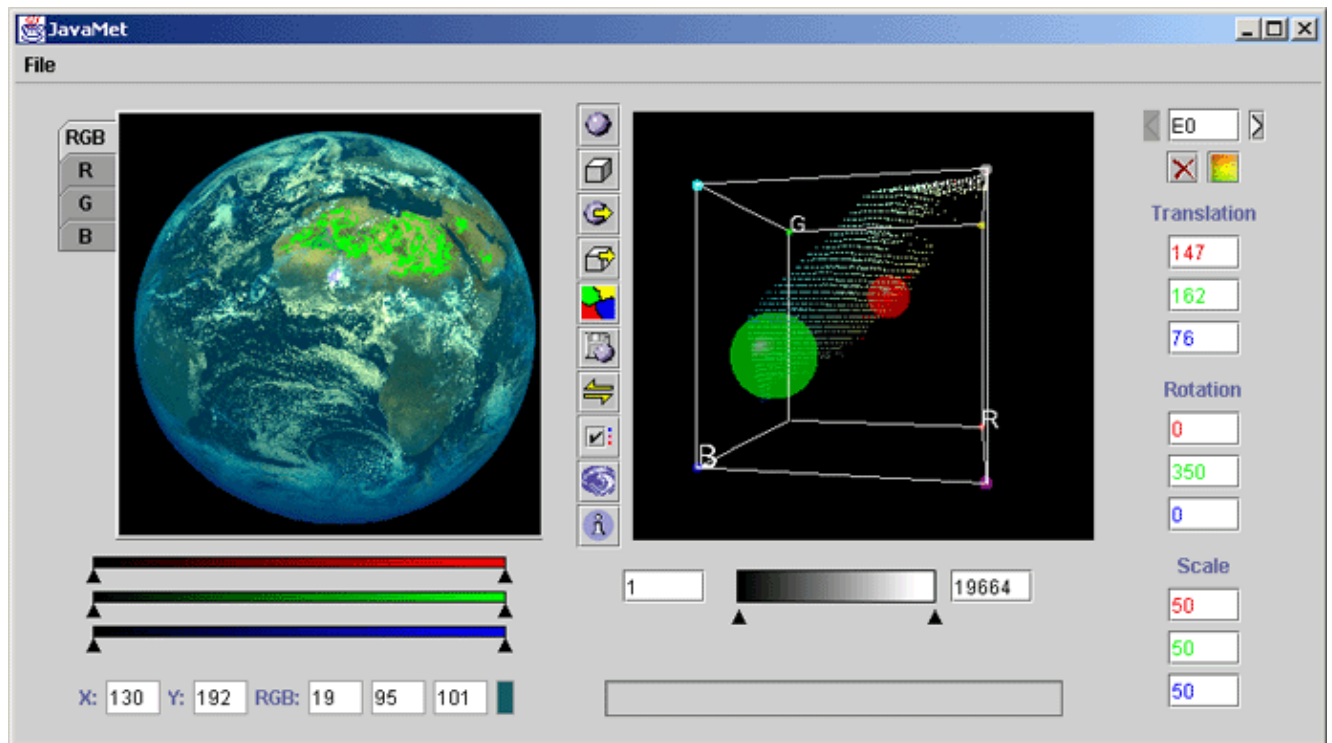 JavaMet
File
RGB
R
G
B
G
R
B
E0
Translation
147
162
76
Rotation
0
350
0
Scale
50
50
50
1
19664
X: 130 Y: 192 RGB: 19 95 101